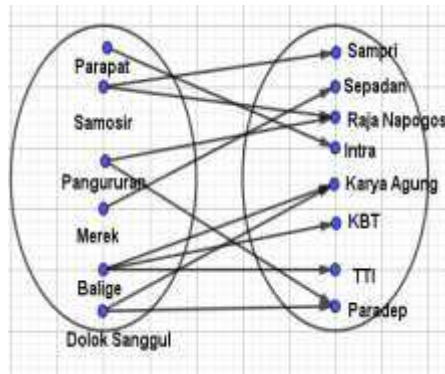 Parapat
Samosir
Pangururan
Merek
Balige
Dolok Sanggul
Sampri
Sepadan
Raja Napogos
Intra
Karya Agung
KBT
TTI
Paradep